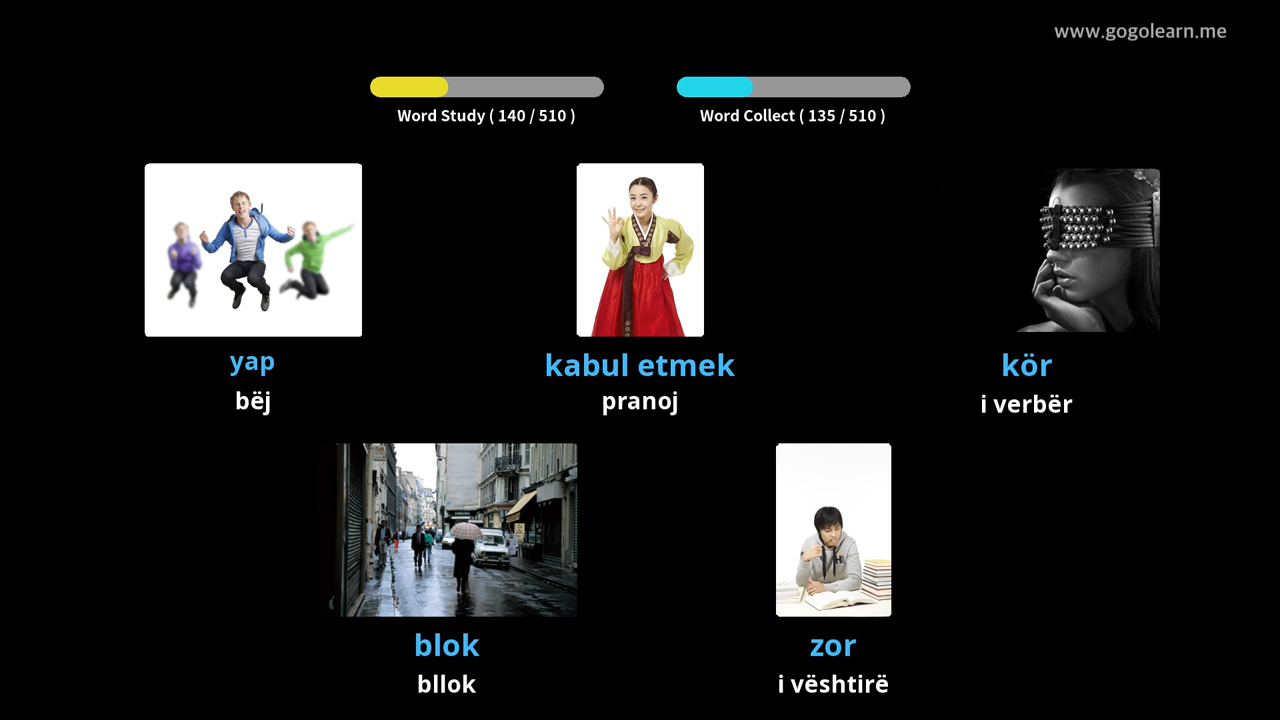 www.gogolearn.me
Word Study ( 140 / 510 )
Word Collect ( 135 / 510 )
yap
bëj
kabul etmek
pranoj
kör
i verbër
blok
bllok
zor
i vështirë